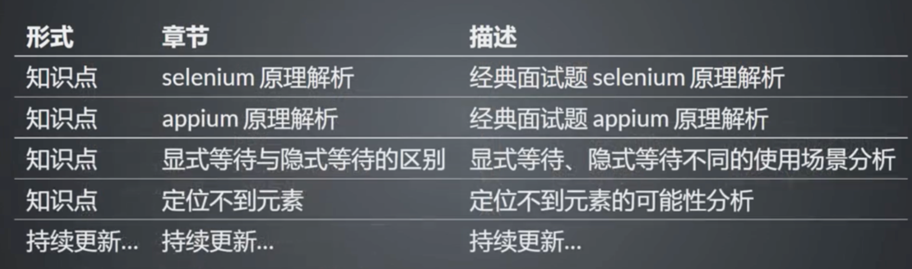 形式 章节 描述
知识点 selenium 原理解析 经典面试题 selenium 原理解析
知识点 appium 原理解析 经典面试题 appium 原理解析
知识点 显式等待与隐式等待的区别 显式等待、隐式等待不同的使用场景分析
知识点 定位不到元素 定位不到元素的可能性分析
持续更新... 持续更新... 持续更新...